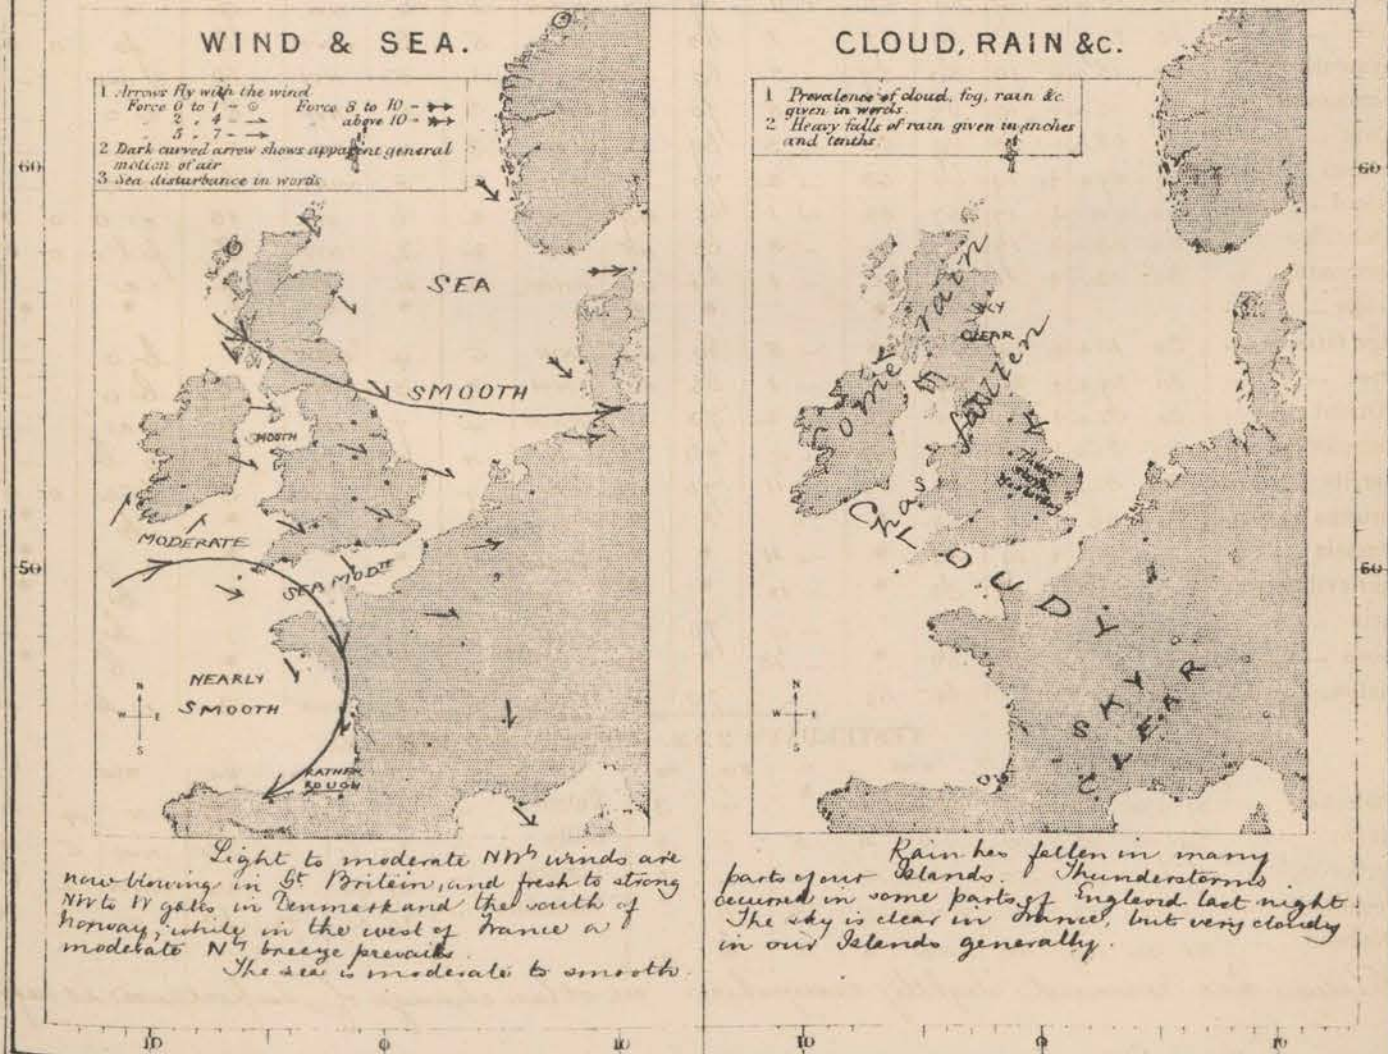 WIND & SEA.
1 Arrows fly with the wind
Force 0 to 1 - ⊙ Force 8 to 10 -
2 „ 4 - → above 10 -
5 „ 7 - →
2 Dark curved arrow shows apparent general
motion of air
3 Sea disturbance in words
60
SEA
SMOOTH
SMOOTH
MODERATE
50
SEA MODTE
NEARLY
SMOOTH
N
W E
S
RATHER
ROUGH
Light to moderate NWly winds are
now blowing in Gt Britain, and fresh to strong
NW to W gales in Denmark and the south of
Norway, while in the west of France a
moderate Nly breeze prevails.
The sea is moderate to smooth.
10 0 10
CLOUD, RAIN &c.
1 Prevalence of cloud, fog, rain &c.
given in words
2 Heavy falls of rain given in inches
and tenths
60
Some rain
has fallen
SKY
CLEAR
CLOUDY
50
SKY
CLEAR
N
W E
S
Rain has fallen in many
parts of our Islands. Thunderstorms
occurred in some parts of England last night.
The sky is clear in France, but very cloudy
in our Islands generally.
10 0 10